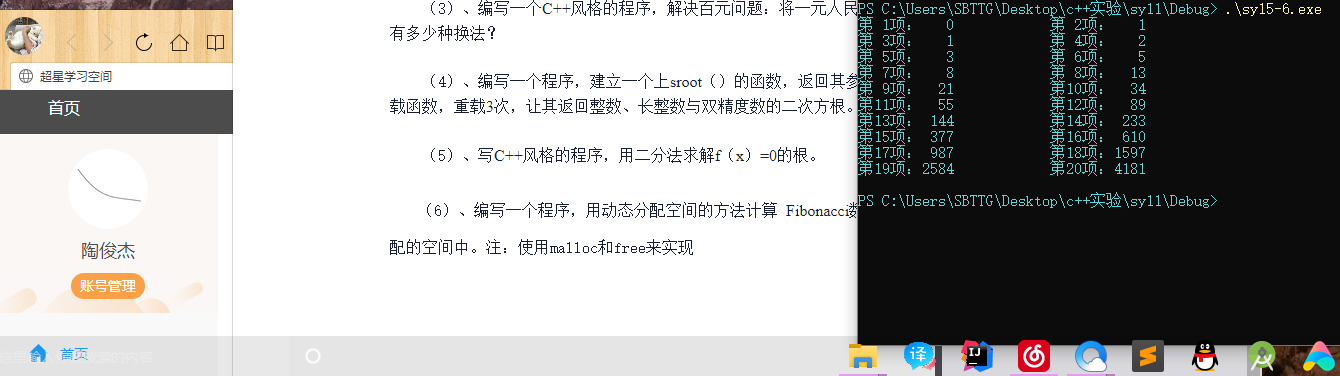 超星学习空间
首页
陶俊杰
账号管理
首页
(3)、编写一个C++风格的程序，解决百元问题：将一元人民
有多少种换法？
(4)、编写一个程序，建立一个上sroot（）的函数，返回其参
载函数，重载3次，让其返回整数、长整数与双精度数的二次方根。
(5)、写C++风格的程序，用二分法求解f（x）=0的根。
(6)、编写一个程序，用动态分配空间的方法计算 Fibonacci数
配的空间中。注：使用malloc和free来实现
PS C:\Users\SBTTG\Desktop\c++实验\sy11\Debug> .\sy15-6.exe
第 1项： 0 第 2项： 1
第 3项： 1 第 4项： 2
第 5项： 3 第 6项： 5
第 7项： 8 第 8项： 13
第 9项： 21 第10项： 34
第11项： 55 第12项： 89
第13项： 144 第14项： 233
第15项： 377 第16项： 610
第17项： 987 第18项：1597
第19项：2584 第20项：4181
PS C:\Users\SBTTG\Desktop\c++实验\sy11\Debug>
译
IJ